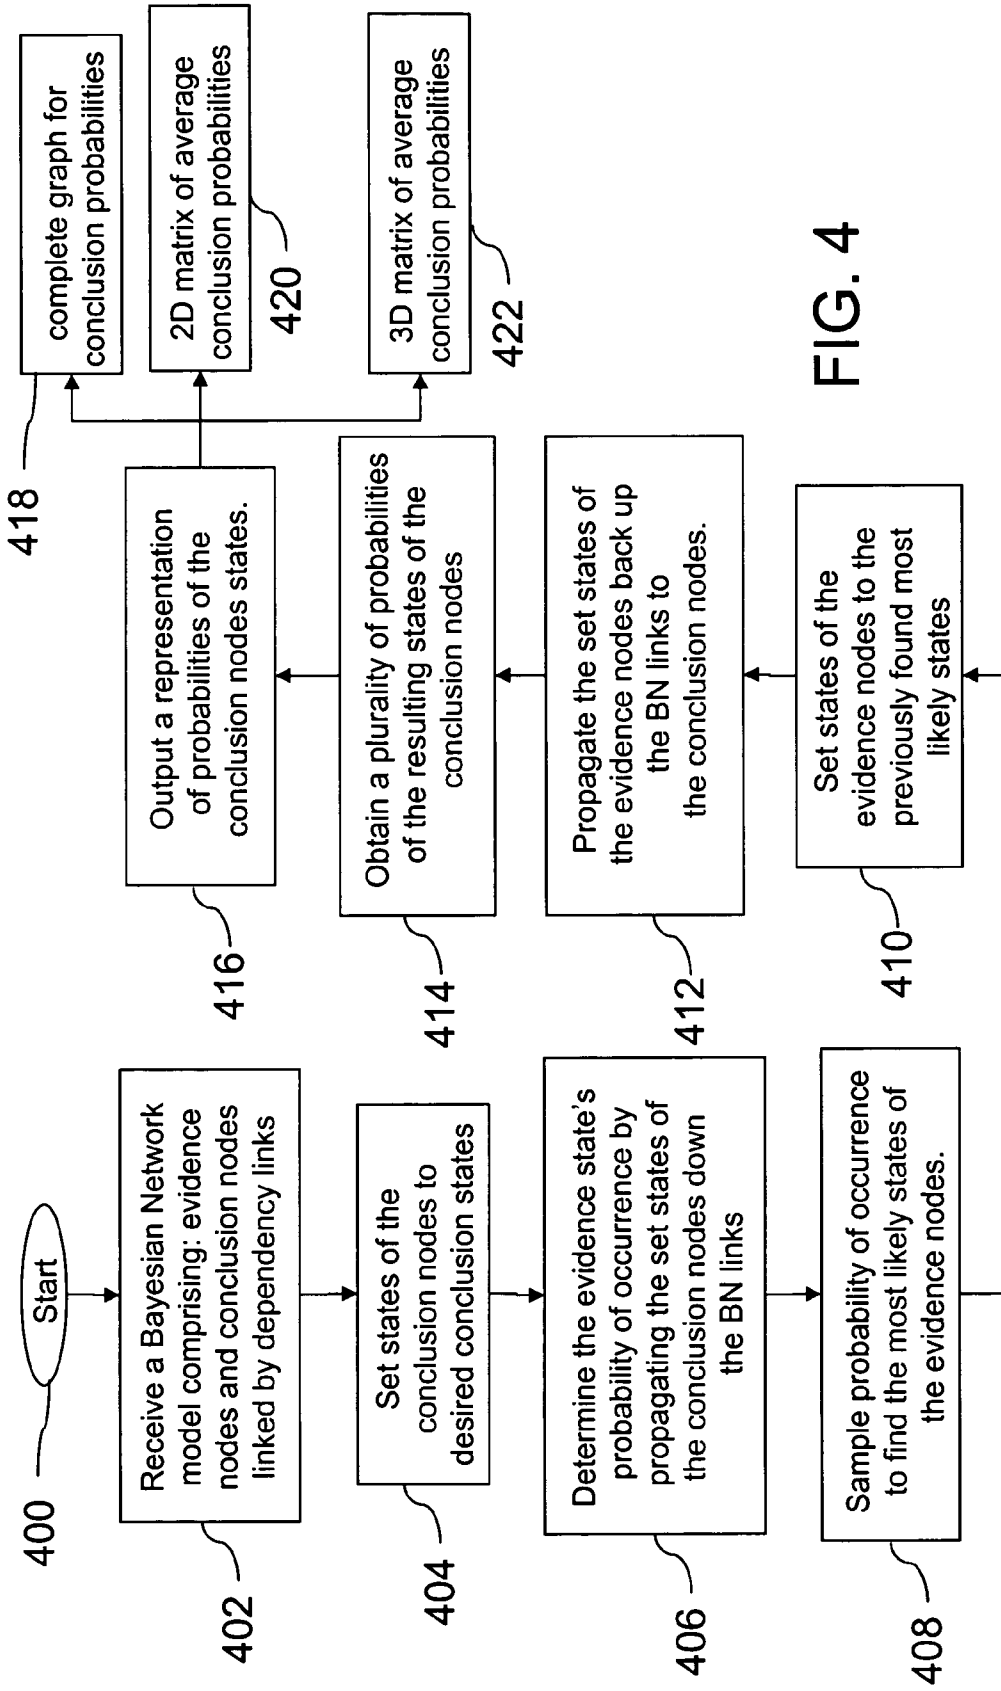 400
Start
402
Receive a Bayesian Network
model comprising: evidence
nodes and conclusion nodes
linked by dependency links
404
Set states of the
conclusion nodes to
desired conclusion states
406
Determine the evidence state's
probability of occurrence by
propagating the set states of
the conclusion nodes down
the BN links
408
Sample probability of occurrence
to find the most likely states of
the evidence nodes.
410
Set states of the
evidence nodes to the
previously found most
likely states
412
Propagate the set states of
the evidence nodes back up
the BN links to
the conclusion nodes.
414
Obtain a plurality of probabilities
of the resulting states of the
conclusion nodes
416
Output a representation
of probabilities of the
conclusion nodes states.
418
complete graph for
conclusion probabilities
2D matrix of average
conclusion probabilities
420
3D matrix of average
conclusion probabilities
422
FIG. 4